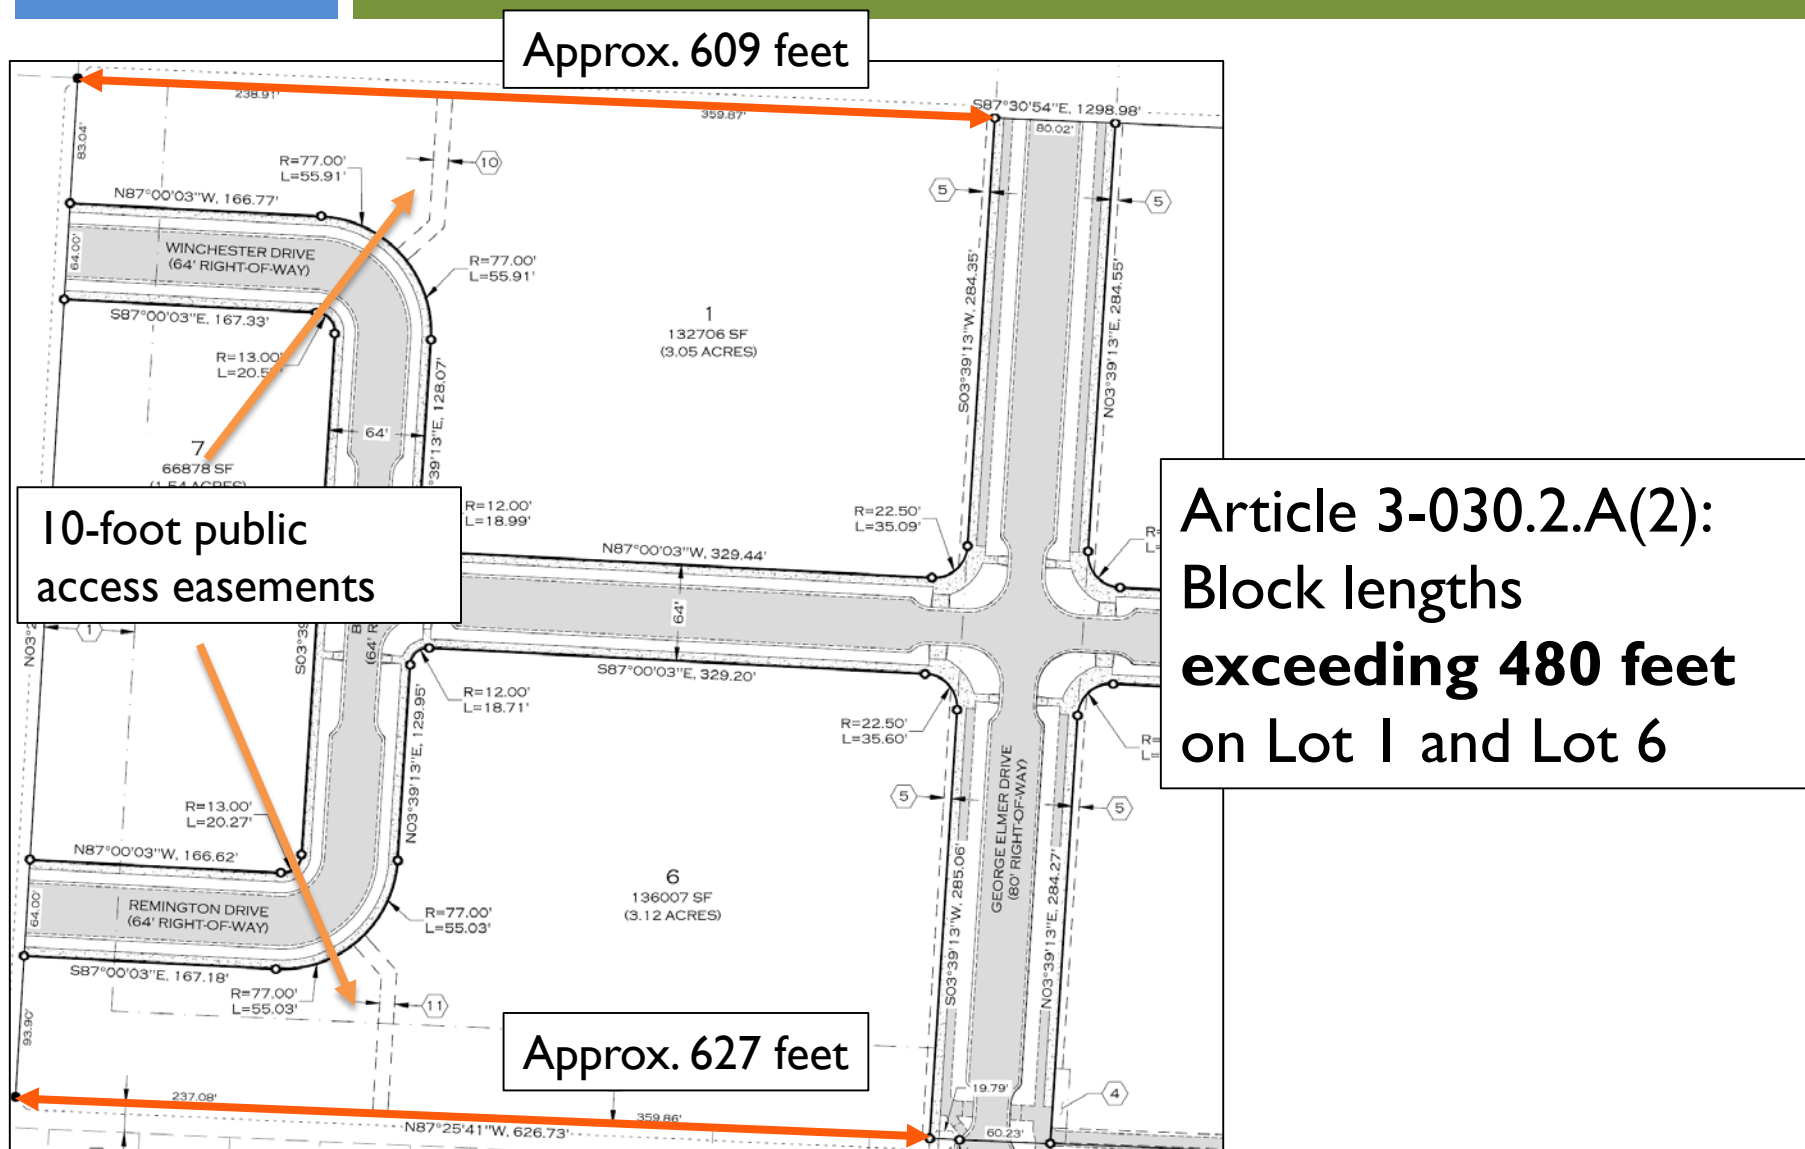 Approx. 609 feet
238.91'
359.87'
S87°30'54"E, 1298.98'
80.02'
83.04'
R=77.00'
L=55.91'
10
N87°00'03"W, 166.77'
5
5
WINCHESTER DRIVE
(64' RIGHT-OF-WAY)
64.00'
R=77.00'
L=55.91'
S87°00'03"E, 167.33'
S03°39'13"W, 284.35'
N03°39'13"E, 284.55'
1
132706 SF
(3.05 ACRES)
R=13.00'
64'
7
66878 SF
(1.54 ACRES)
R=12.00'
L=18.99'
R=22.50'
L=35.09'
N87°00'03"W, 329.44'
10-foot public
access easements
Article 3-030.2.A(2):
Block lengths
exceeding 480 feet
on Lot 1 and Lot 6
64'
1
S87°00'03"E, 329.20'
R=12.00'
L=18.71'
R=22.50'
L=35.60'
N03°39'13"E, 129.95'
GEORGE ELMER DRIVE
(80' RIGHT-OF-WAY)
5
5
R=13.00'
L=20.27'
N87°00'03"W, 166.62'
64.00'
REMINGTON DRIVE
(64' RIGHT-OF-WAY)
6
136007 SF
(3.12 ACRES)
R=77.00'
L=55.03'
S03°39'13"W, 285.06'
N03°39'13"E, 284.27'
S87°00'03"E, 167.18'
R=77.00'
L=55.03'
11
93.90'
Approx. 627 feet
19.79'
4
237.08'
359.86'
N87°25'41"W, 626.73'
60.23'